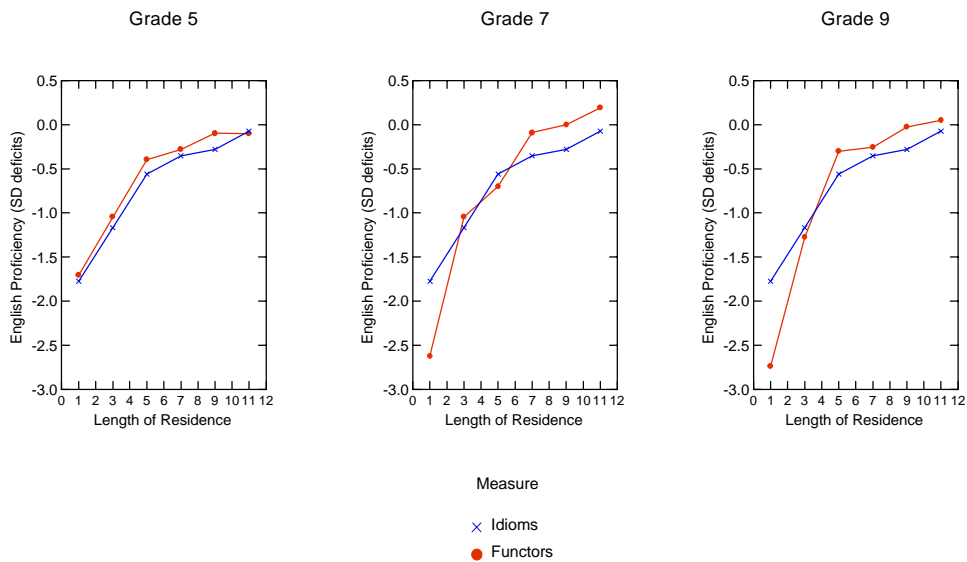 Grade 5
Grade 7
Grade 9
0.5
0.0
-0.5
-1.0
-1.5
-2.0
-2.5
-3.0
English Proficiency (SD deficits)
0 1 2 3 4 5 6 7 8 9 10 11 12
Length of Residence
0.5
0.0
-0.5
-1.0
-1.5
-2.0
-2.5
-3.0
English Proficiency (SD deficits)
0 1 2 3 4 5 6 7 8 9 10 11 12
Length of Residence
0.5
0.0
-0.5
-1.0
-1.5
-2.0
-2.5
-3.0
English Proficiency (SD deficits)
0 1 2 3 4 5 6 7 8 9 10 11 12
Length of Residence
Measure
Idioms
Functors